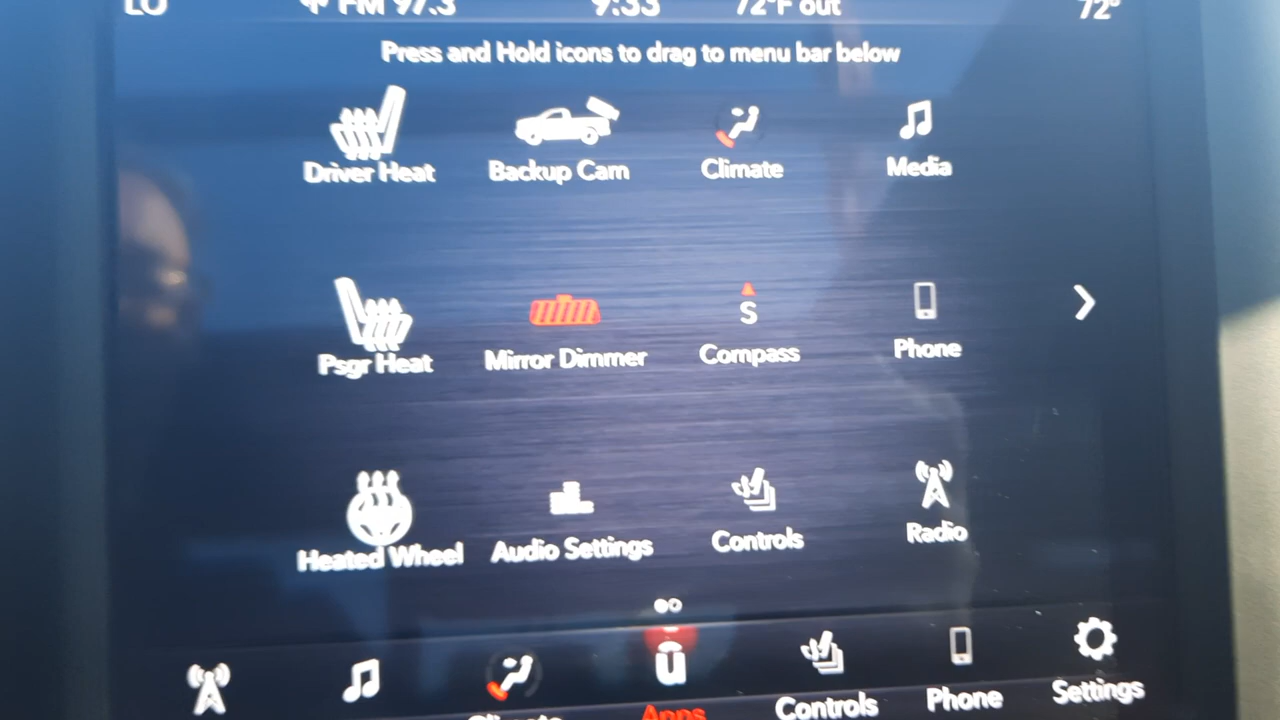 LO FM 97.3 9:33 72°F out 72°
Press and Hold icons to drag to menu bar below
Driver Heat Backup Cam Climate Media
Psgr Heat Mirror Dimmer S Compass Phone
Heated Wheel Audio Settings Controls Radio
Climate Apps Controls Phone Settings